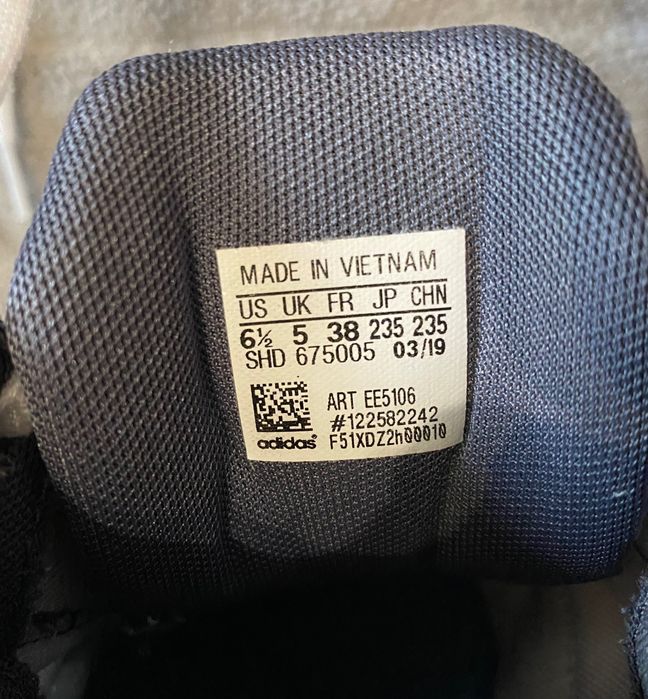 MADE IN VIETNAM
US UK FR JP CHN
6½ 5 38 235 235
SHD 675005 03/19
ART EE5106
#122582242
adidas® F51XDZ2h00010